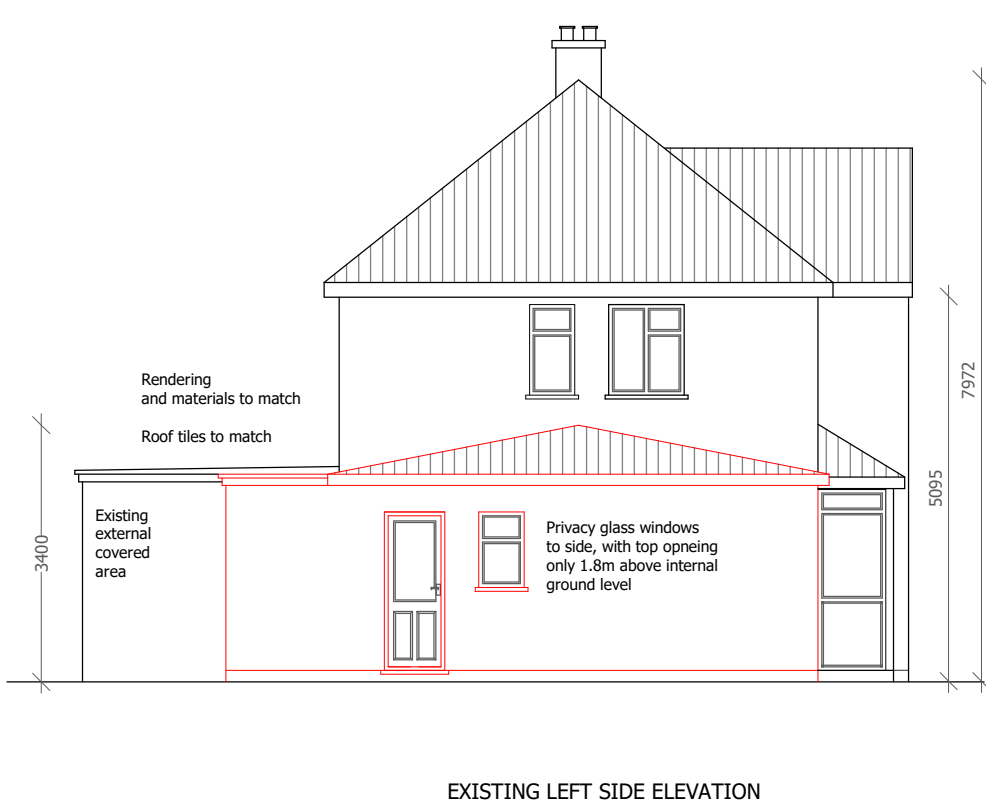 7972
Rendering
and materials to match
Roof tiles to match
5095
3400
Existing
external
covered
area
Privacy glass windows
to side, with top opneing
only 1.8m above internal
ground level
EXISTING LEFT SIDE ELEVATION